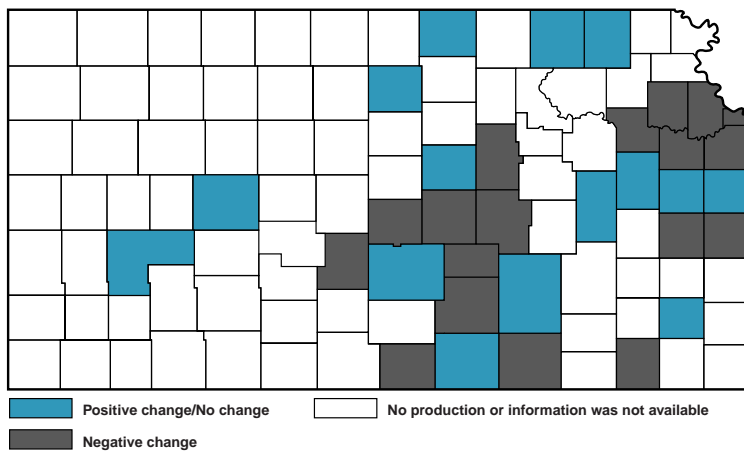 Positive change/No change
No production or information was not available
Negative change